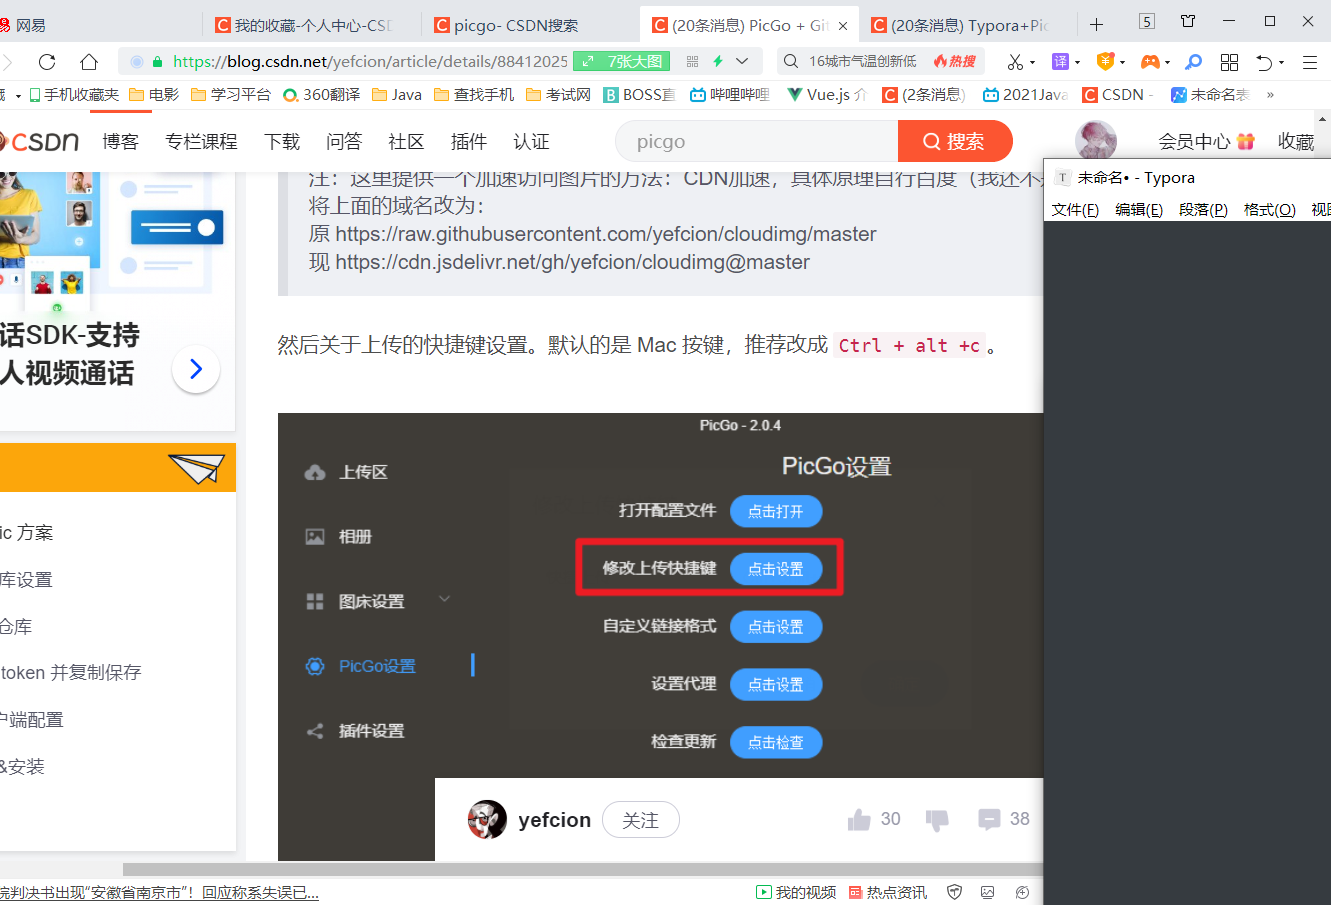 网易
我的收藏-个人中心-CSD
picgo- CSDN搜索
(20条消息) PicGo + Git
(20条消息) Typora+Pic
5
https://blog.csdn.net/yefcion/article/details/88412025
7张大图
16城市气温创新低
热搜
译
藏
手机收藏夹
电影
学习平台
360翻译
Java
查找手机
考试网
BOSS直
哔哩哔哩
Vue.js 介
(2条消息)
2021Java
CSDN -
未命名表
»
CSDN
博客
专栏课程
下载
问答
社区
插件
认证
picgo
搜索
会员中心
收藏
注：这里提供一个加速访问图片的方法：CDN加速，具体原理自行百度（我还不
将上面的域名改为：
原 https://raw.githubusercontent.com/yefcion/cloudimg/master
现 https://cdn.jsdelivr.net/gh/yefcion/cloudimg@master
未命名• - Typora
文件(F) 编辑(E) 段落(P) 格式(O) 视图
话SDK-支持
人视频通话
然后关于上传的快捷键设置。默认的是 Mac 按键，推荐改成 Ctrl + alt +c 。
PicGo - 2.0.4
上传区
相册
图床设置
PicGo设置
插件设置
PicGo设置
打开配置文件 点击打开
修改上传快捷键 点击设置
自定义链接格式 点击设置
设置代理 点击设置
检查更新 点击检查
ic 方案
库设置
仓库
token 并复制保存
户端配置
&安装
yefcion
关注
30
38
院判决书出现“安徽省南京市”！回应称系失误已...
我的视频
热点资讯